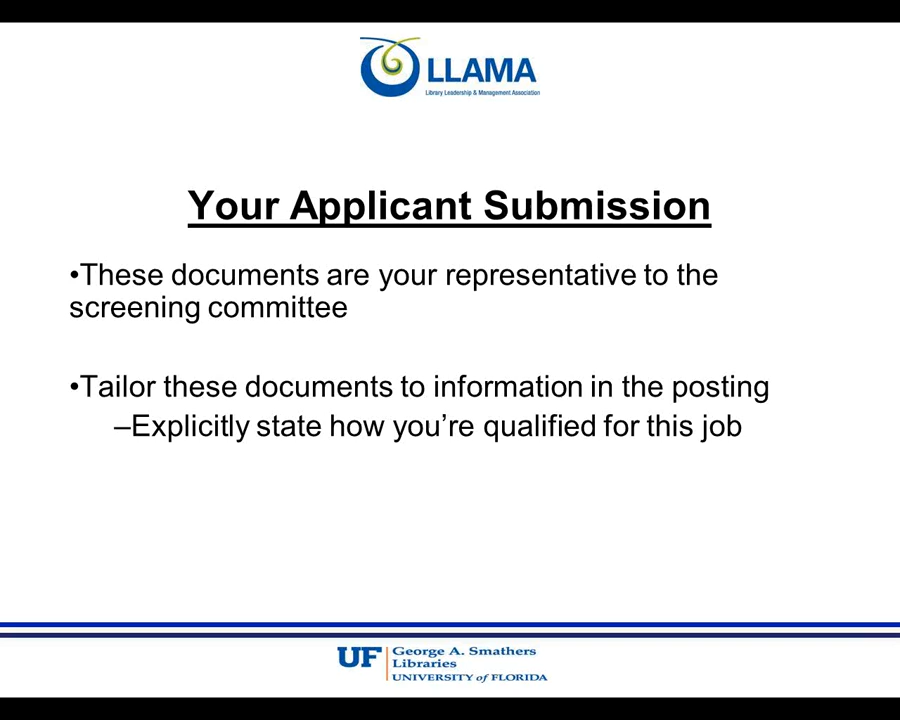 LLAMA
Library Leadership & Management Association
Your Applicant Submission
•These documents are your representative to the
screening committee
•Tailor these documents to information in the posting
–Explicitly state how you’re qualified for this job
UF
George A. Smathers
Libraries
UNIVERSITY of FLORIDA